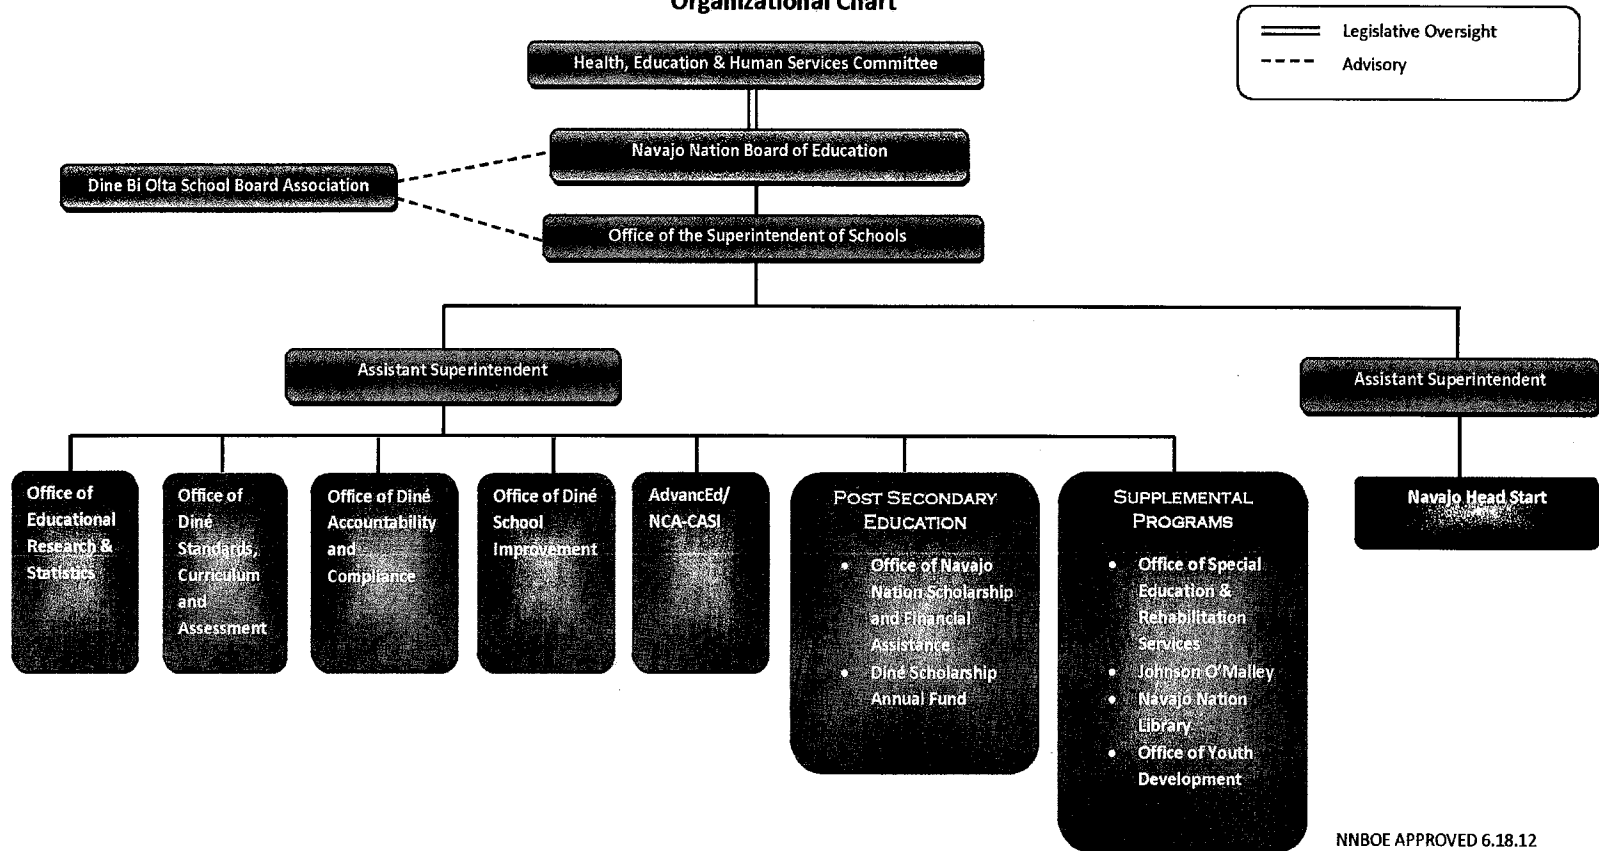 Organizational Chart
Legislative Oversight
Advisory
Health, Education & Human Services Committee
Navajo Nation Board of Education
Dine Bi Olta School Board Association
Office of the Superintendent of Schools
Assistant Superintendent
Assistant Superintendent
Office of
Educational
Research &
Statistics
Office of
Diné
Standards,
Curriculum
and
Assessment
Office of Diné
Accountability
and
Compliance
Office of Diné
School
Improvement
AdvancEd/
NCA-CASI
POST SECONDARY
EDUCATION
• Office of Navajo
Nation Scholarship
and Financial
Assistance
• Diné Scholarship
Annual Fund
SUPPLEMENTAL
PROGRAMS
• Office of Special
Education &
Rehabilitation
Services
• Johnson O'Malley
• Navajo Nation
Library
• Office of Youth
Development
Navajo Head Start
NNBOE APPROVED 6.18.12